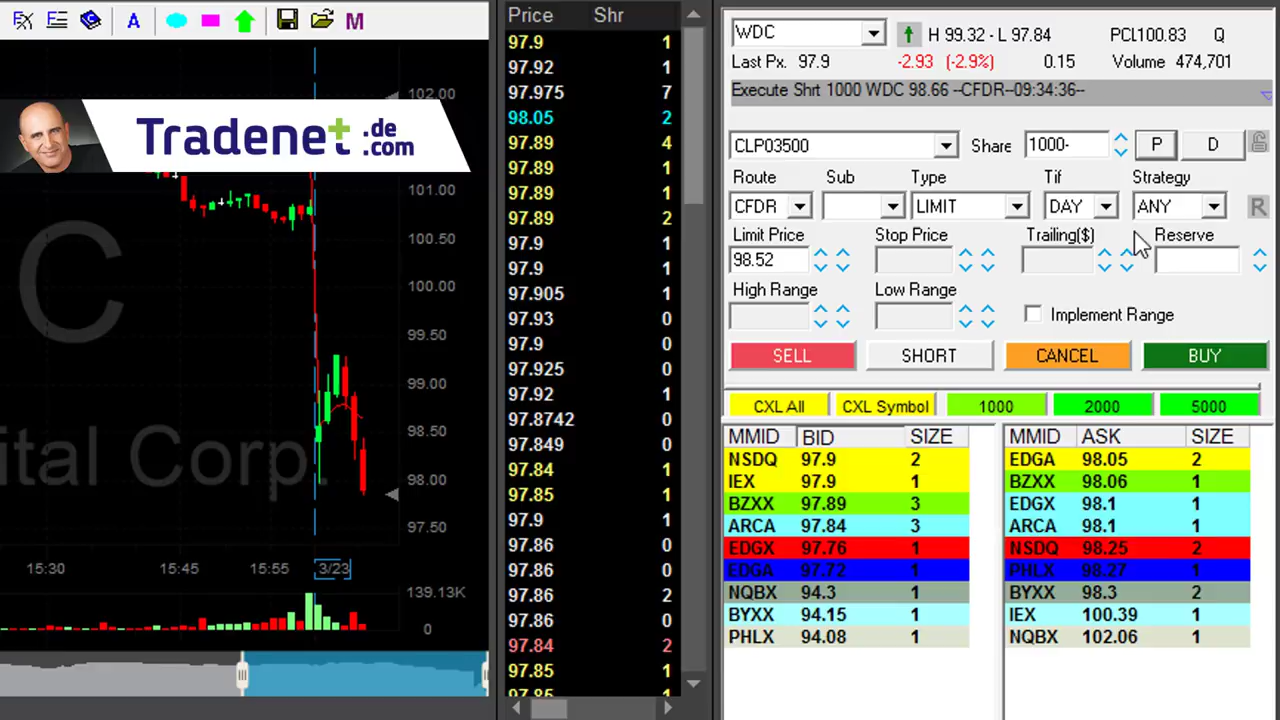 A
M
102.00
Tradenet+ .de
.com
101.00
100.50
100.00
99.50
99.00
98.50
98.00
97.50
C
ital Corp.
15:30 15:45 15:55 3/23
139.13K
0
Price Shr
97.9 1
97.92 1
97.975 7
98.05 2
97.89 4
97.89 1
97.89 1
97.89 2
97.9 1
97.9 1
97.905 1
97.93 0
97.9 0
97.925 0
97.92 1
97.8742 0
97.849 0
97.84 1
97.85 1
97.9 1
97.86 0
97.86 0
97.86 2
97.86 0
97.84 2
97.85 1
97.85 1
WDC H 99.32 - L 97.84 PCL100.83 Q
Last Px. 97.9 -2.93 (-2.9%) 0.15 Volume 474,701
Execute Shrt 1000 WDC 98.66 --CFDR--09:34:36--
CLP03500 Share 1000- P D
Route Sub Type Tif Strategy
CFDR LIMIT DAY ANY R
Limit Price Stop Price Trailing($) Reserve
98.52
High Range Low Range
Implement Range
SELL SHORT CANCEL BUY
CXL All CXL Symbol 1000 2000 5000
MMID BID SIZE MMID ASK SIZE
NSDQ 97.9 2 EDGA 98.05 2
IEX 97.9 1 BZXX 98.06 1
BZXX 97.89 3 EDGX 98.1 1
ARCA 97.84 3 ARCA 98.1 1
EDGX 97.76 1 NSDQ 98.25 2
EDGA 97.72 1 PHLX 98.27 1
NQBX 94.3 1 BYXX 98.3 2
BYXX 94.15 1 IEX 100.39 1
PHLX 94.08 1 NQBX 102.06 1